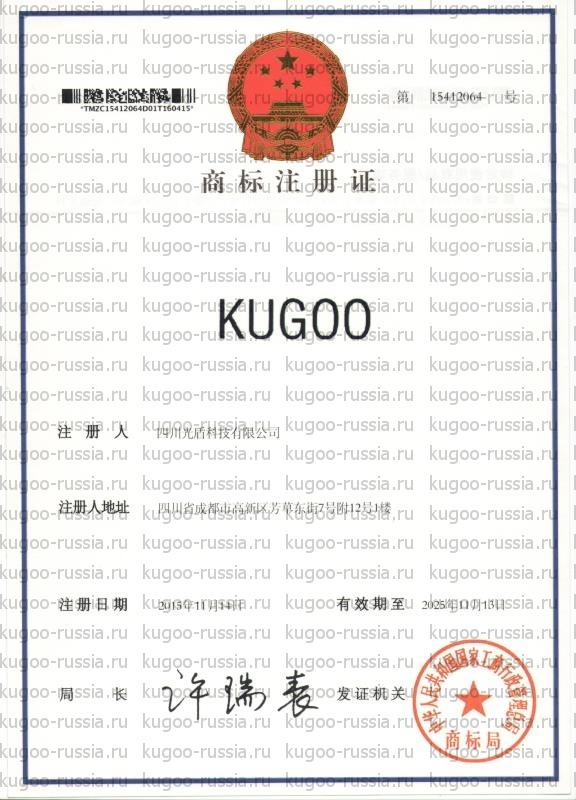 kugoo-russia.ru
第 15412064 号
*TMZC15412064D01T160415*
商标注册证
KUGOO
注 册 人 四川光盾科技有限公司
注册人地址 四川省成都市高新区芳草东街7号附12号1楼
注册日期 2015年11月14日 有效期至 2025年11月13日
局 长 许瑞表 发证机关
中华人民共和国国家工商行政管理总局
商标局